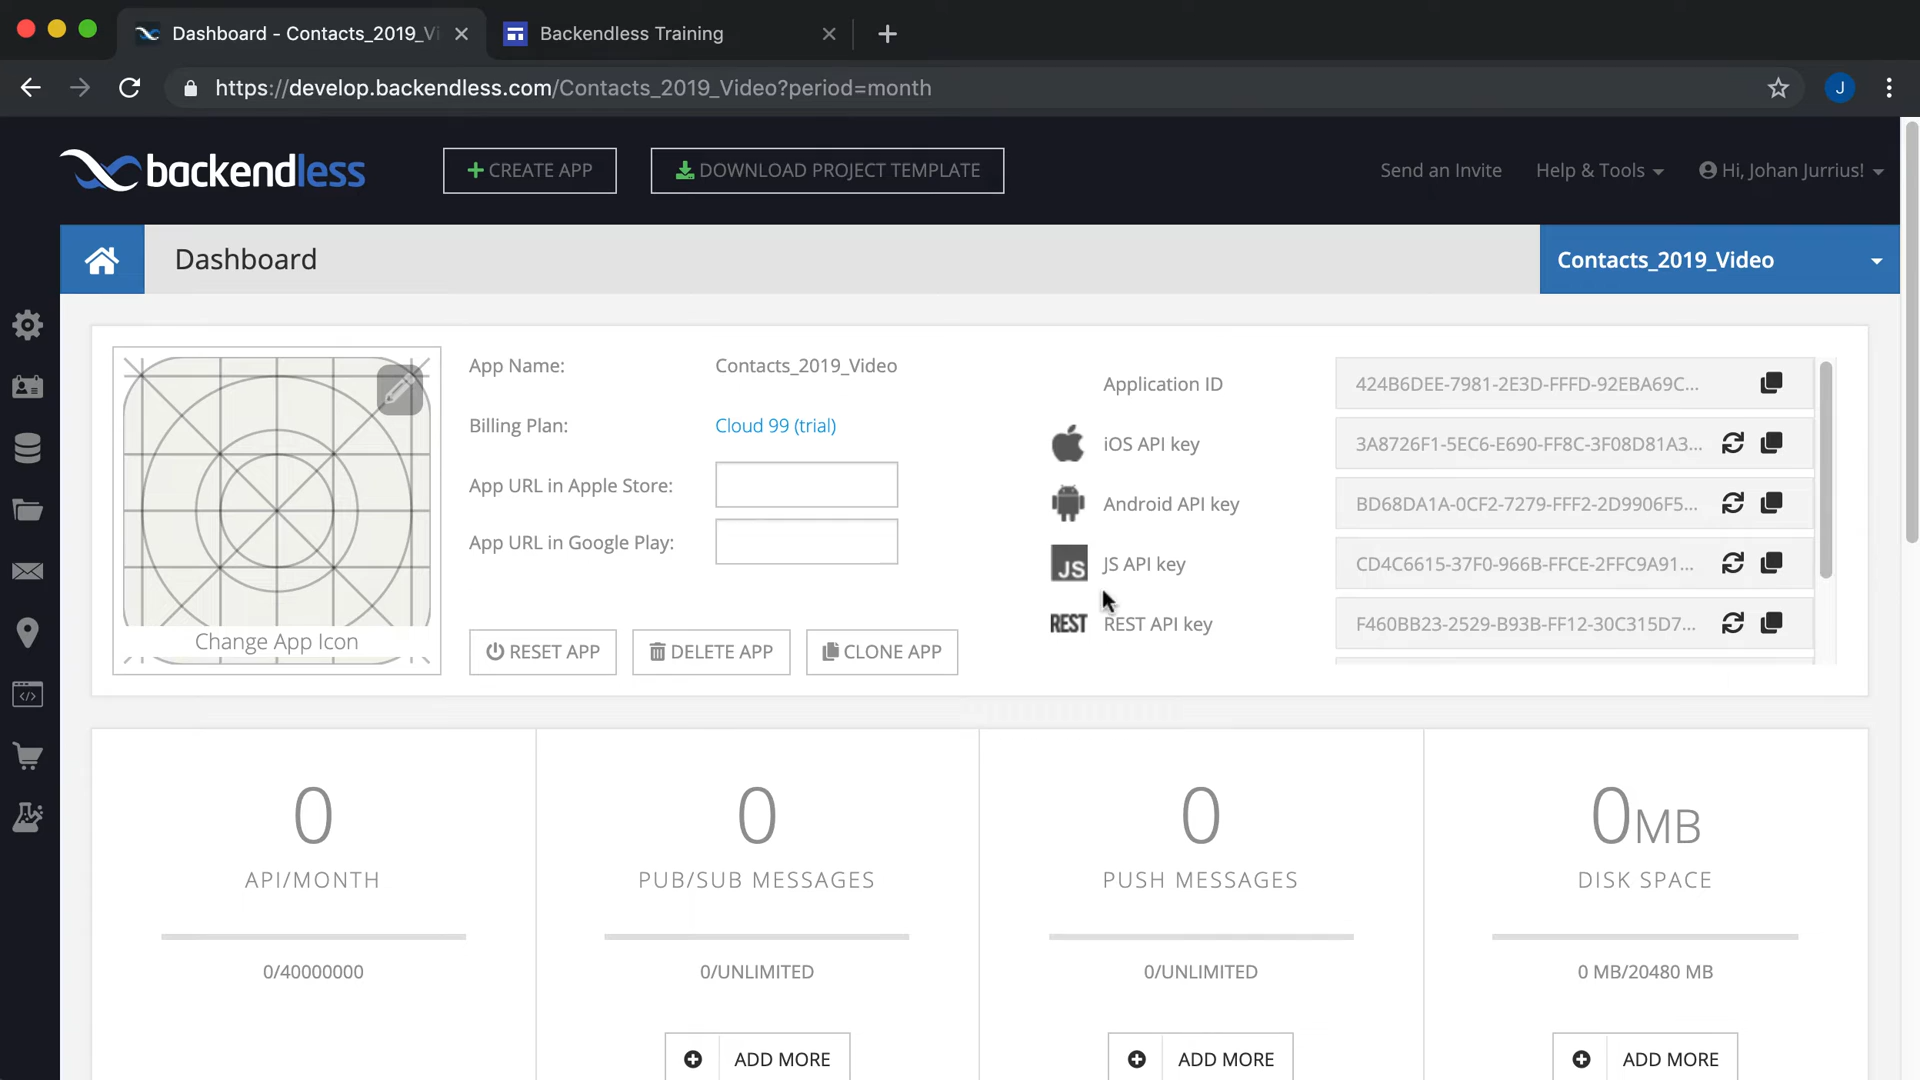 Dashboard - Contacts_2019_Vi
Backendless Training
https://develop.backendless.com/Contacts_2019_Video?period=month
J
backendless
CREATE APP
DOWNLOAD PROJECT TEMPLATE
Send an Invite
Help & Tools
Hi, Johan Jurrius!
Dashboard
Contacts_2019_Video
App Name:
Contacts_2019_Video
Billing Plan:
Cloud 99 (trial)
App URL in Apple Store:
App URL in Google Play:
Change App Icon
RESET APP
DELETE APP
CLONE APP
Application ID
424B6DEE-7981-2E3D-FFFD-92EBA69C...
iOS API key
3A8726F1-5EC6-E690-FF8C-3F08D81A3...
Android API key
BD68DA1A-0CF2-7279-FFF2-2D9906F5...
JS
JS API key
CD4C6615-37F0-966B-FFCE-2FFC9A91...
REST
REST API key
F460BB23-2529-B93B-FF12-30C315D7...
0
API/MONTH
0/40000000
0
PUB/SUB MESSAGES
0/UNLIMITED
ADD MORE
0
PUSH MESSAGES
0/UNLIMITED
ADD MORE
0MB
DISK SPACE
0 MB/20480 MB
ADD MORE